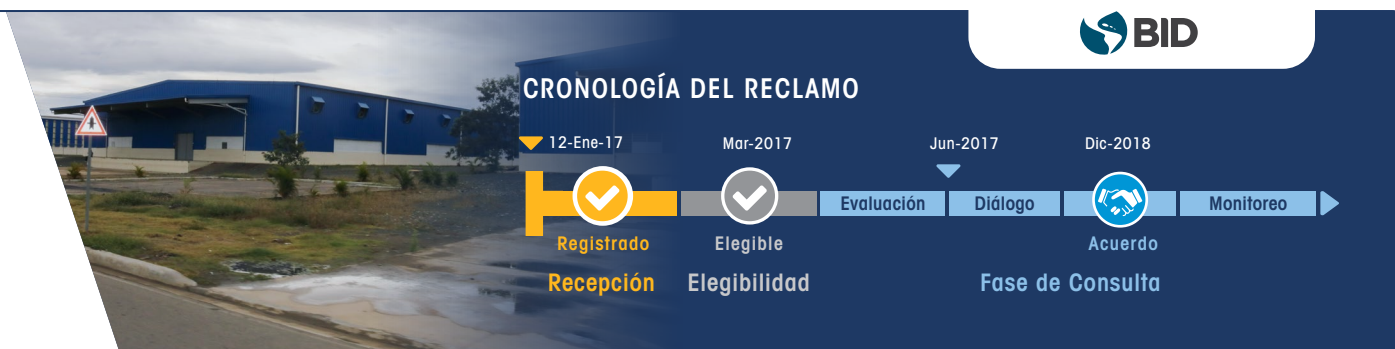 BID
CRONOLOGÍA DEL RECLAMO
12-Ene-17 Mar-2017 Jun-2017 Dic-2018
Evaluación Diálogo Monitoreo
Registrado Elegible Acuerdo
Recepción Elegibilidad Fase de Consulta